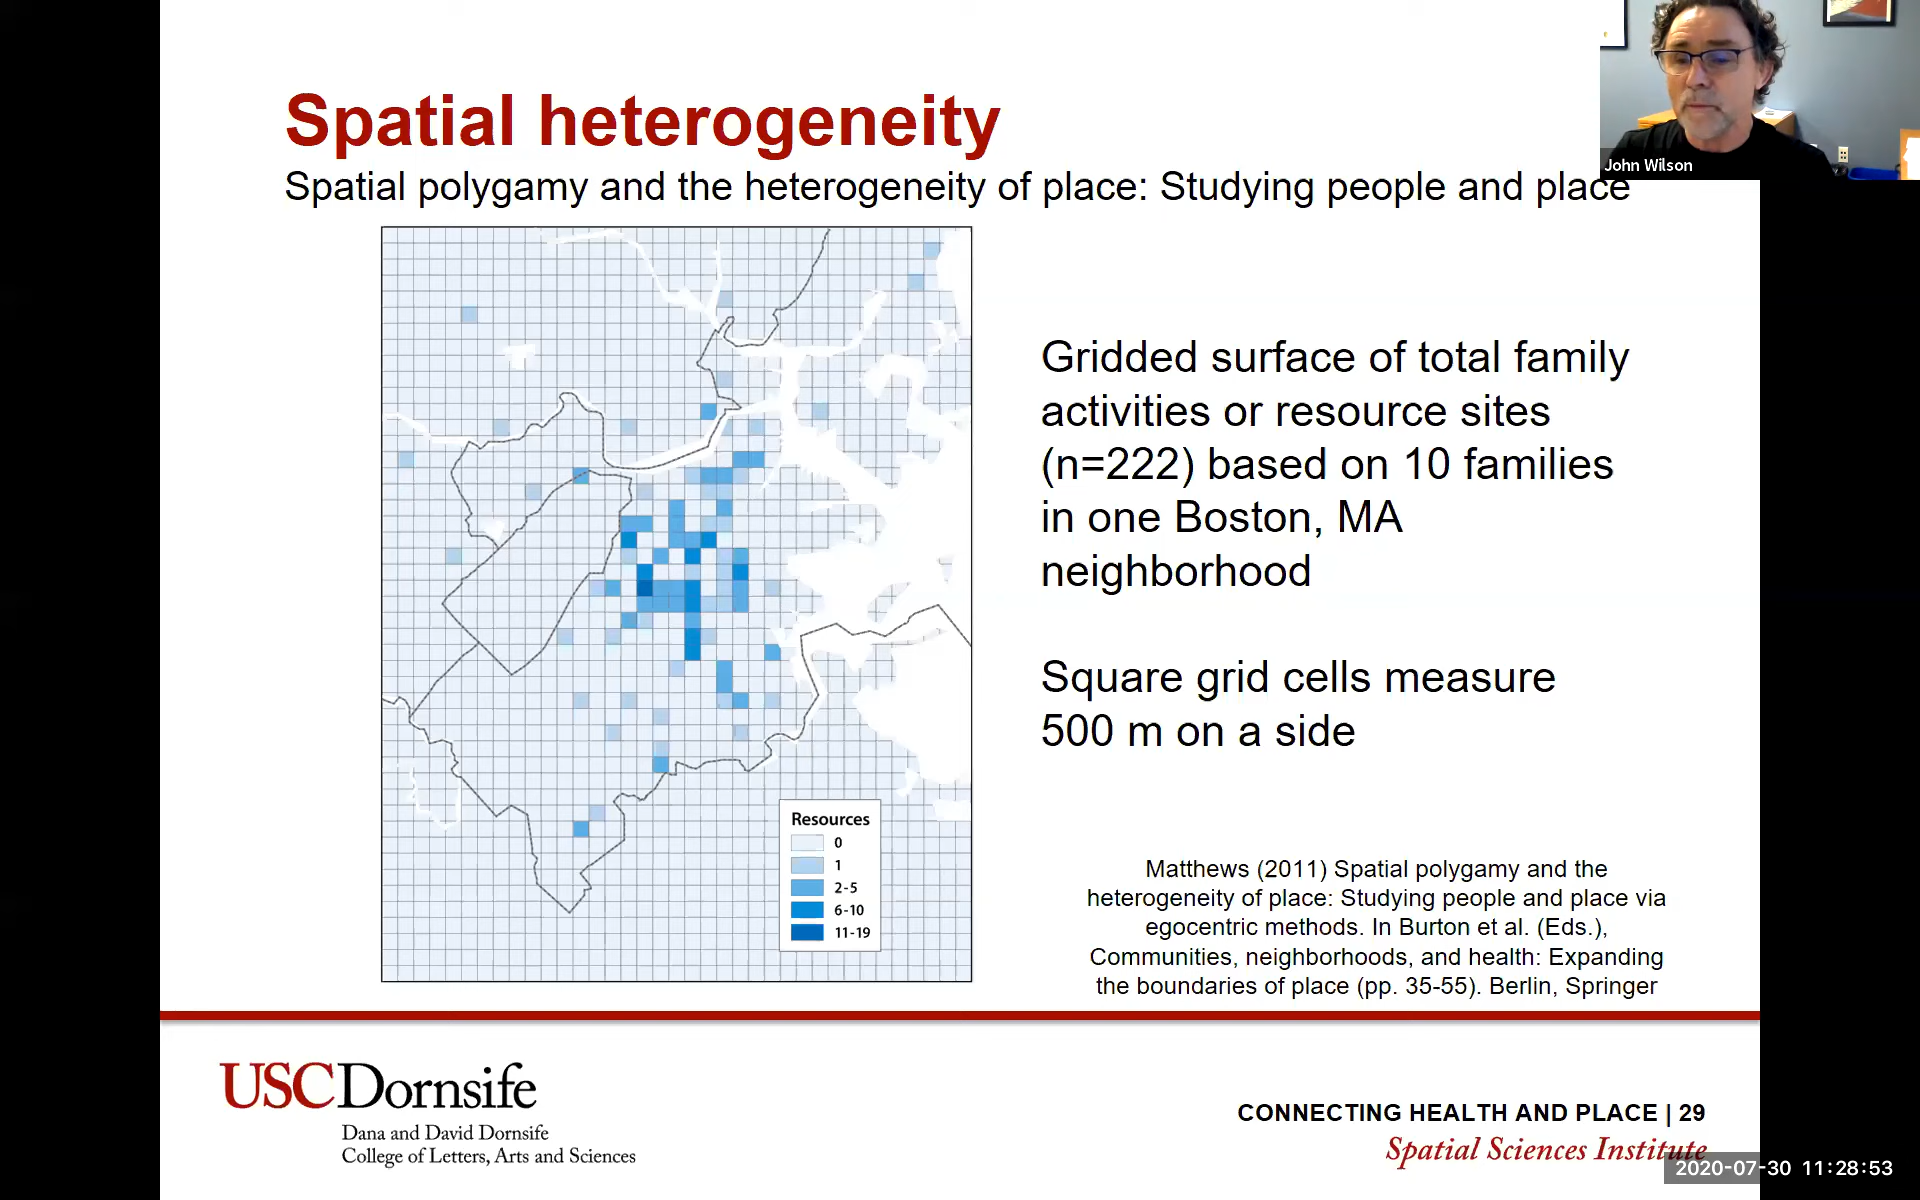 Spatial heterogeneity
Spatial polygamy and the heterogeneity of place: Studying people and place
John Wilson
Gridded surface of total family
activities or resource sites
(n=222) based on 10 families
in one Boston, MA
neighborhood
Square grid cells measure
500 m on a side
Resources
0
1
2-5
6-10
11-19
Matthews (2011) Spatial polygamy and the
heterogeneity of place: Studying people and place via
egocentric methods. In Burton et al. (Eds.),
Communities, neighborhoods, and health: Expanding
the boundaries of place (pp. 35-55). Berlin, Springer
USCDornsife
Dana and David Dornsife
College of Letters, Arts and Sciences
CONNECTING HEALTH AND PLACE | 29
Spatial Sciences Institute
2020-07-30 11:28:53